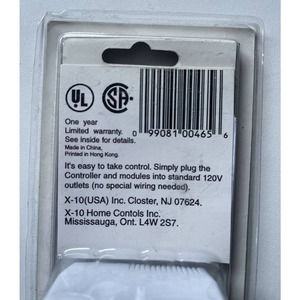 UL
SA
One year
Limited warranty.
See inside for details.
Made in China,
Printed in Hong Kong.
0 99081 00465 6
It's easy to take control. Simply plug the
Controller and modules into standard 120V
outlets (no special wiring needed).
X-10(USA) Inc. Closter, NJ 07624.
X-10 Home Contols Inc.
Mississauga, Ont. L4W 2S7.